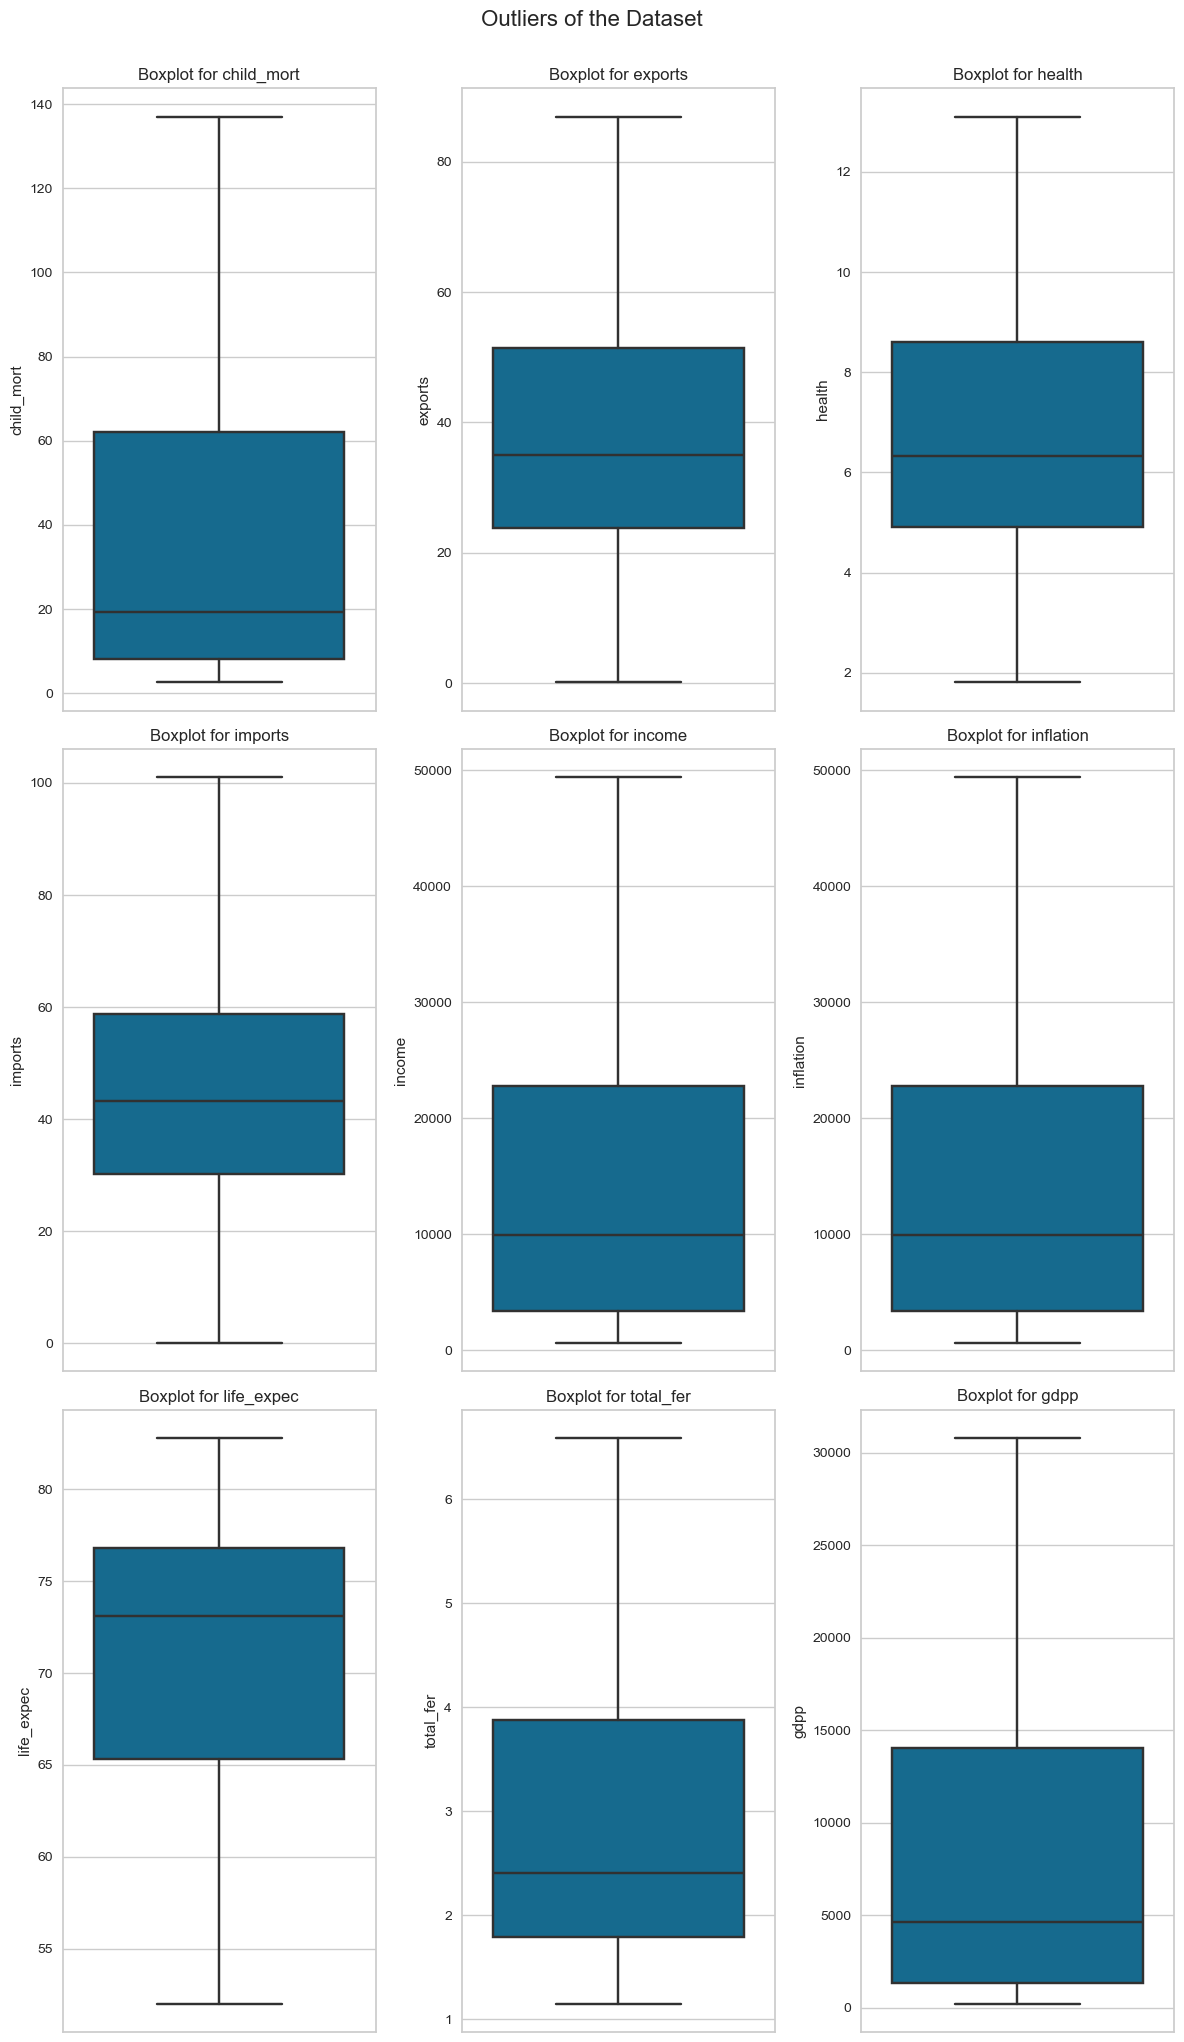 Outliers of the Dataset
Boxplot for child_mort
140
120
100
80
60
40
20
0
child_mort
Boxplot for exports
80
60
40
20
0
exports
Boxplot for health
12
10
8
6
4
2
health
Boxplot for imports
100
80
60
40
20
0
imports
Boxplot for income
50000
40000
30000
20000
10000
0
income
Boxplot for inflation
50000
40000
30000
20000
10000
0
inflation
Boxplot for life_expec
80
75
70
65
60
55
life_expec
Boxplot for total_fer
6
5
4
3
2
1
total_fer
Boxplot for gdpp
30000
25000
20000
15000
10000
5000
0
gdpp